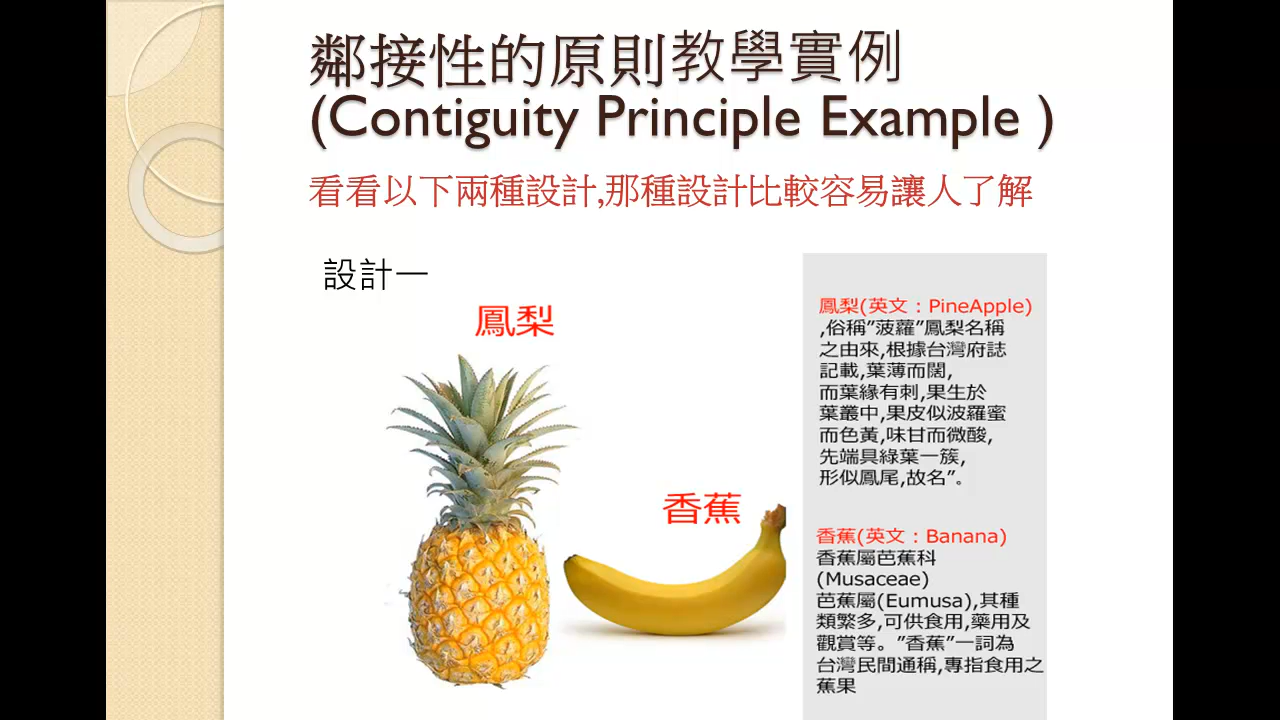 鄰接性的原則教學實例
(Contiguity Principle Example )
看看以下兩種設計,那種設計比較容易讓人了解
設計一
鳳梨
香蕉
鳳梨(英文：PineApple)
,俗稱”菠蘿”鳳梨名稱
之由來,根據台灣府誌
記載,葉薄而闊,
而葉緣有刺,果生於
葉叢中,果皮似波羅蜜
而色黃,味甘而微酸,
先端具綠葉一簇,
形似鳳尾,故名”。
香蕉(英文：Banana)
香蕉屬芭蕉科
(Musaceae)
芭蕉屬(Eumusa),其種
類繁多,可供食用,藥用及
觀賞等。”香蕉”一詞為
台灣民間通稱,專指食用之
蕉果